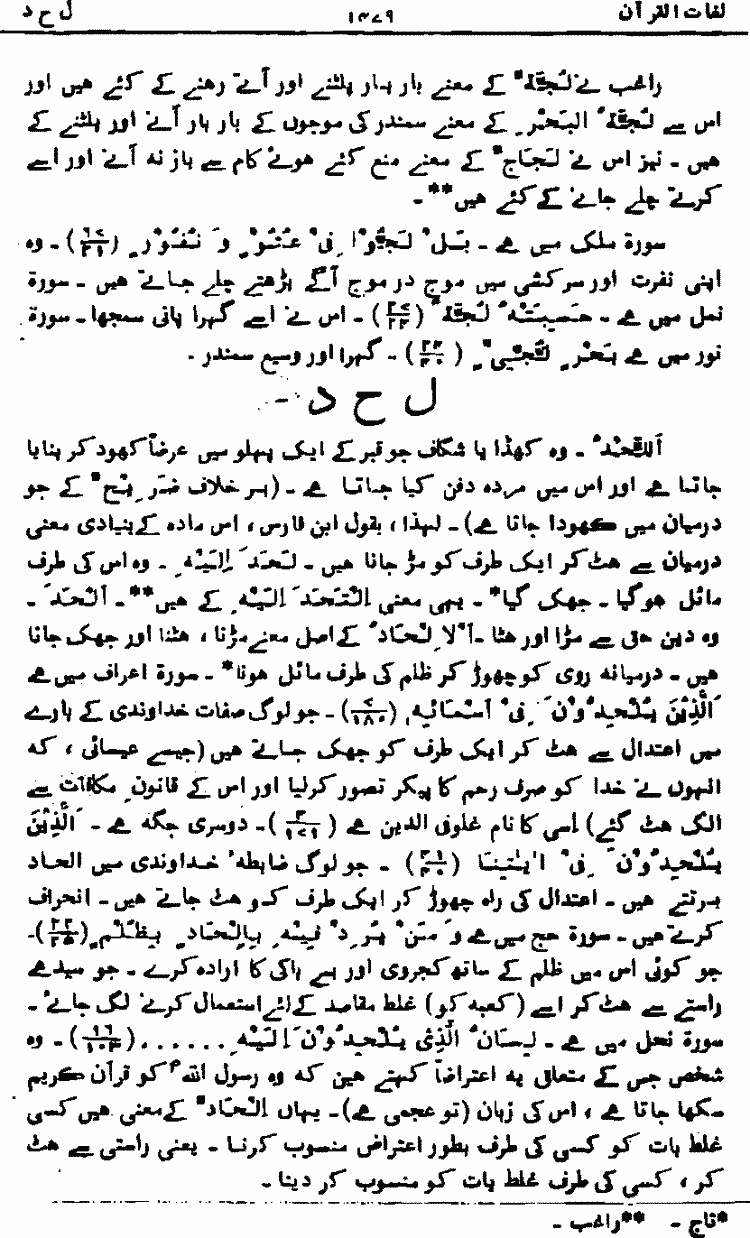 لغات القرآن ۱۴۷۹ ل ح د
راغب نے لُجَّۃٌ کے معنے بار بار پلٹنے اور آتے رہنے کے کئے ہیں اور
اس سے لُجَّۃُ الْبَحْرِ کے معنے سمندر کی موجوں کے بار بار آنے اور پلٹنے کے
ہیں ۔ نیز اس نے لَجَاجٌ کے معنے منع کئے ہوئے کام سے باز نہ آنے اور اسے
کرتے چلے جانے کے کئے ہیں** ۔
سورۃ ملک میں ہے ۔ بَلْ لَجُّوْا فِیْ عُتُوٍّ وَ نُفُوْرٍ (۶۷/۲۱) ۔ وہ
اپنی نفرت اور سرکشی میں موج در موج آگے بڑھتے چلے جاتے ہیں ۔ سورۃ
نمل میں ہے ۔ حَسِبَتْهُ لُجَّۃً (۲۷/۴۴) ۔ اس نے اسے گہرا پانی سمجھا ۔ سورۃ
نور میں ہے بَحْرٍ لُّجِّیٍّ (۲۴/۴۰) ۔ گہرا اور وسیع سمندر ۔
ل ح د ۔
اَللَّحْدُ ۔ وہ کھڈا یا شگاف جو قبر کے ایک پہلو میں عرضاً کھود کر بنایا
جاتا ہے اور اس میں مردہ دفن کیا جاتا ہے ۔ (بر خلاف ضَرِیْحٌ کے جو
درمیان میں کھودا جاتا ہے) ۔ لہذا ، بقول ابن فارس ، اس مادہ کے بنیادی معنی
درمیان سے ہٹ کر ایک طرف کو مڑ جانا ہیں ۔ لَحَدَ اِلَیْهِ ۔ وہ اس کی طرف
مائل ہوگیا ۔ جھک گیا* ۔ یہی معنی اِلْتَحَدَ اِلَیْهِ کے ہیں** ۔ اَلْحَدَ ۔
وہ دین حق سے مڑا اور ہٹا ۔ اَلْاِلْحَادُ کے اصل معنے مڑنا ، ہٹنا اور جھک جانا
ہیں ۔ درمیانہ روی کو چھوڑ کر ظلم کی طرف مائل ہونا* ۔ سورۃ اعراف میں ہے
اَلَّذِیْنَ یُلْحِدُوْنَ فِیْ اَسْمَائِهٖ (۷/۱۸۰) ۔ جو لوگ صفات خداوندی کے بارے
میں اعتدال سے ہٹ کر ایک طرف کو جھک جاتے ہیں (جیسے عیسائی ، کہ
انہوں نے خدا کو صرف رحم کا پیکر تصور کرلیا اور اس کے قانون مکافات سے
الگ ہٹ گئے) اسی کا نام غلو فی الدین ہے (۴/۱۷۱) ۔ دوسری جگہ ہے ۔ اَلَّذِیْنَ
یُلْحِدُوْنَ فِیْ اٰیٰتِنَا (۴۱/۴۰) ۔ جو لوگ ضابطہ خداوندی میں الحاد
برتتے ہیں ۔ اعتدال کی راہ چھوڑ کر ایک طرف کو ہٹ جاتے ہیں ۔ انحراف
کرتے ہیں ۔ سورۃ حج میں ہے وَ مَنْ یُرِدْ فِیْهِ بِاِلْحَادٍ بِظُلْمٍ (۲۲/۲۵) ۔
جو کوئی اس میں ظلم کے ساتھ کجروی اور بے باکی کا ارادہ کرے ۔ جو سیدھے
راستے سے ہٹ کر اسے (کعبہ کو) غلط مقاصد کے لئے استعمال کرنے لگ جائے ۔
سورۃ نحل میں ہے ۔ لِسَانُ الَّذِیْ یُلْحِدُوْنَ اِلَیْهِ ...... (۱۶/۱۰۳) ۔ وہ
شخص جس کے متعلق یہ اعتراضاً کہتے ہیں کہ وہ رسول اللہؐ کو قرآن کریم
سکھا جاتا ہے ، اس کی زبان (تو عجمی ہے) ۔ یہاں اِلْحَادٌ کے معنی ہیں کسی
غلط بات کو کسی کی طرف بطور اعتراض منسوب کرنا ۔ یعنی راستی سے ہٹ
کر ، کسی کی طرف غلط بات کو منسوب کر دینا ۔
*تاج ۔ **راغب ۔